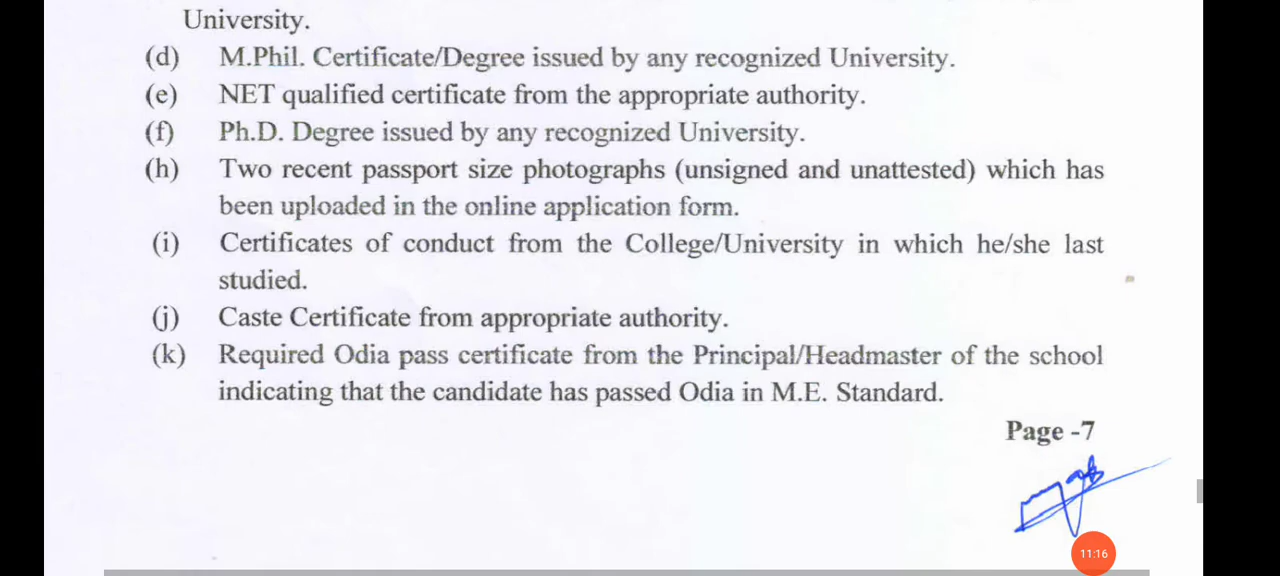 University.
(d) M.Phil. Certificate/Degree issued by any recognized University.
(e) NET qualified certificate from the appropriate authority.
(f) Ph.D. Degree issued by any recognized University.
(h) Two recent passport size photographs (unsigned and unattested) which has
been uploaded in the online application form.
(i) Certificates of conduct from the College/University in which he/she last
studied.
(j) Caste Certificate from appropriate authority.
(k) Required Odia pass certificate from the Principal/Headmaster of the school
indicating that the candidate has passed Odia in M.E. Standard.
Page -7
11:16